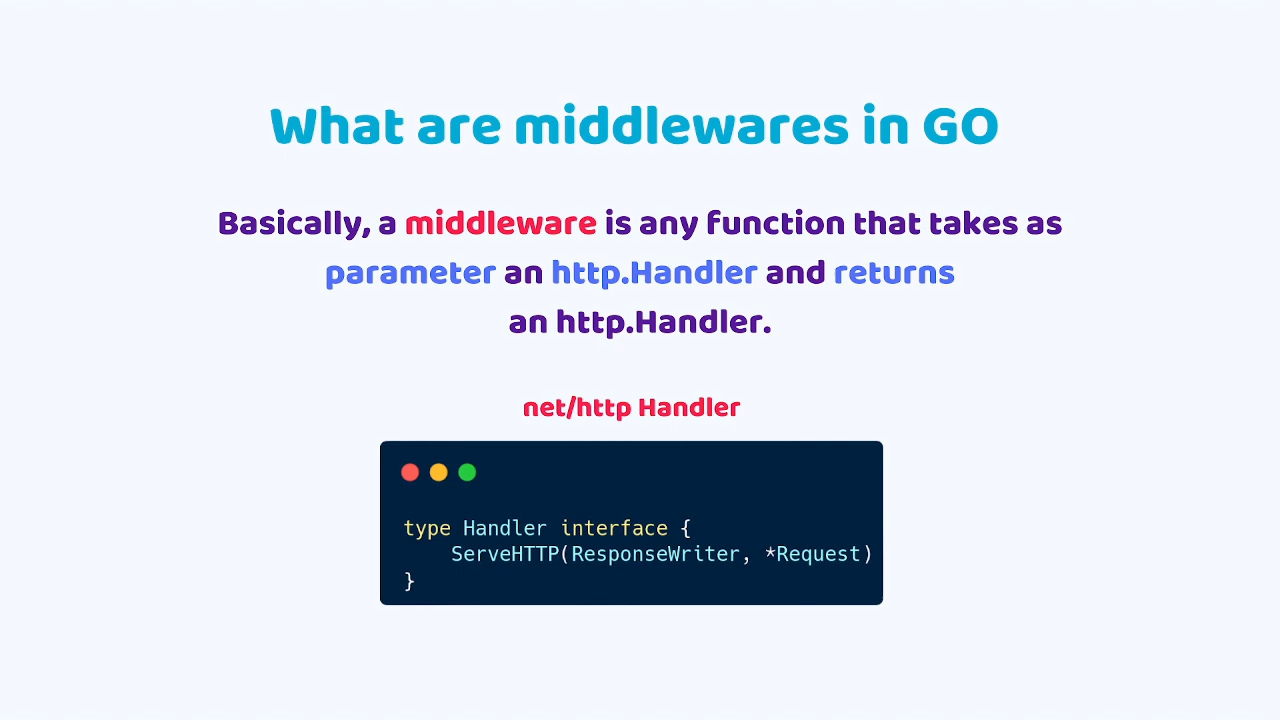 What are middlewares in GO
Basically, a middleware is any function that takes as
parameter an http.Handler and returns
an http.Handler.
net/http Handler
type Handler interface {
    ServeHTTP(ResponseWriter, *Request)
}